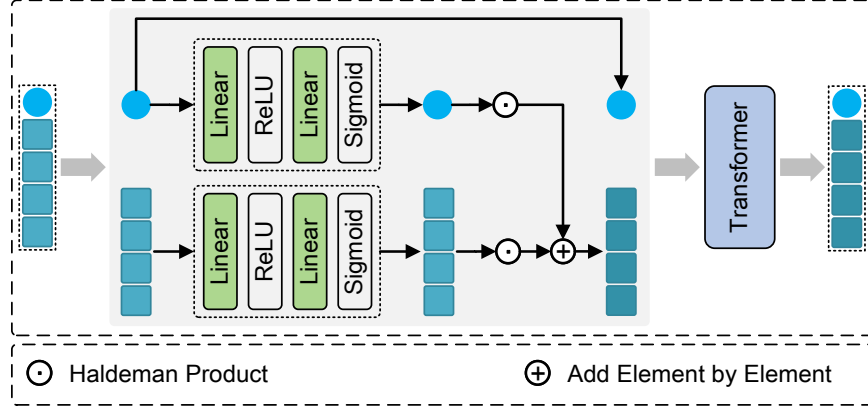 Linear
ReLU
Linear
Sigmoid
Linear
ReLU
Linear
Sigmoid
Transformer
Haldeman Product
Add Element by Element